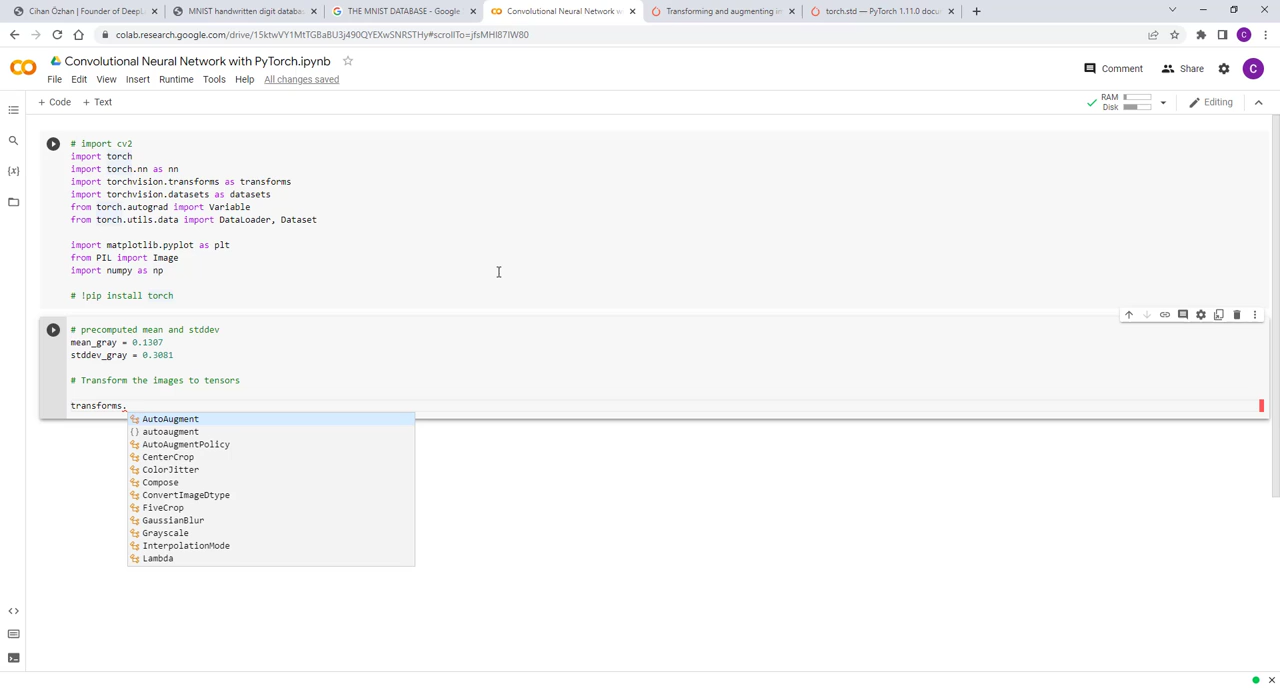 Cihan Özhan | Founder of DeepL
MNIST handwritten digit databas
THE MNIST DATABASE - Google
Convolutional Neural Network w
Transforming and augmenting im
torch.std — PyTorch 1.11.0 docu
colab.research.google.com/drive/15ktwVY1MtTGBaBU3j490QYEXwSNRSTHy#scrollTo=jfsMHI87IW80
C
CO
Convolutional Neural Network with PyTorch.ipynb
Comment
Share
C
File Edit View Insert Runtime Tools Help All changes saved
+ Code + Text
RAM
Disk
Editing
# import cv2
import torch
import torch.nn as nn
import torchvision.transforms as transforms
import torchvision.datasets as datasets
from torch.autograd import Variable
from torch.utils.data import DataLoader, Dataset
import matplotlib.pyplot as plt
from PIL import Image
import numpy as np
# !pip install torch
# precomputed mean and stddev
mean_gray = 0.1307
stddev_gray = 0.3081
# Transform the images to tensors
transforms.
AutoAugment
autoaugment
AutoAugmentPolicy
CenterCrop
ColorJitter
Compose
ConvertImageDtype
FiveCrop
GaussianBlur
Grayscale
InterpolationMode
Lambda